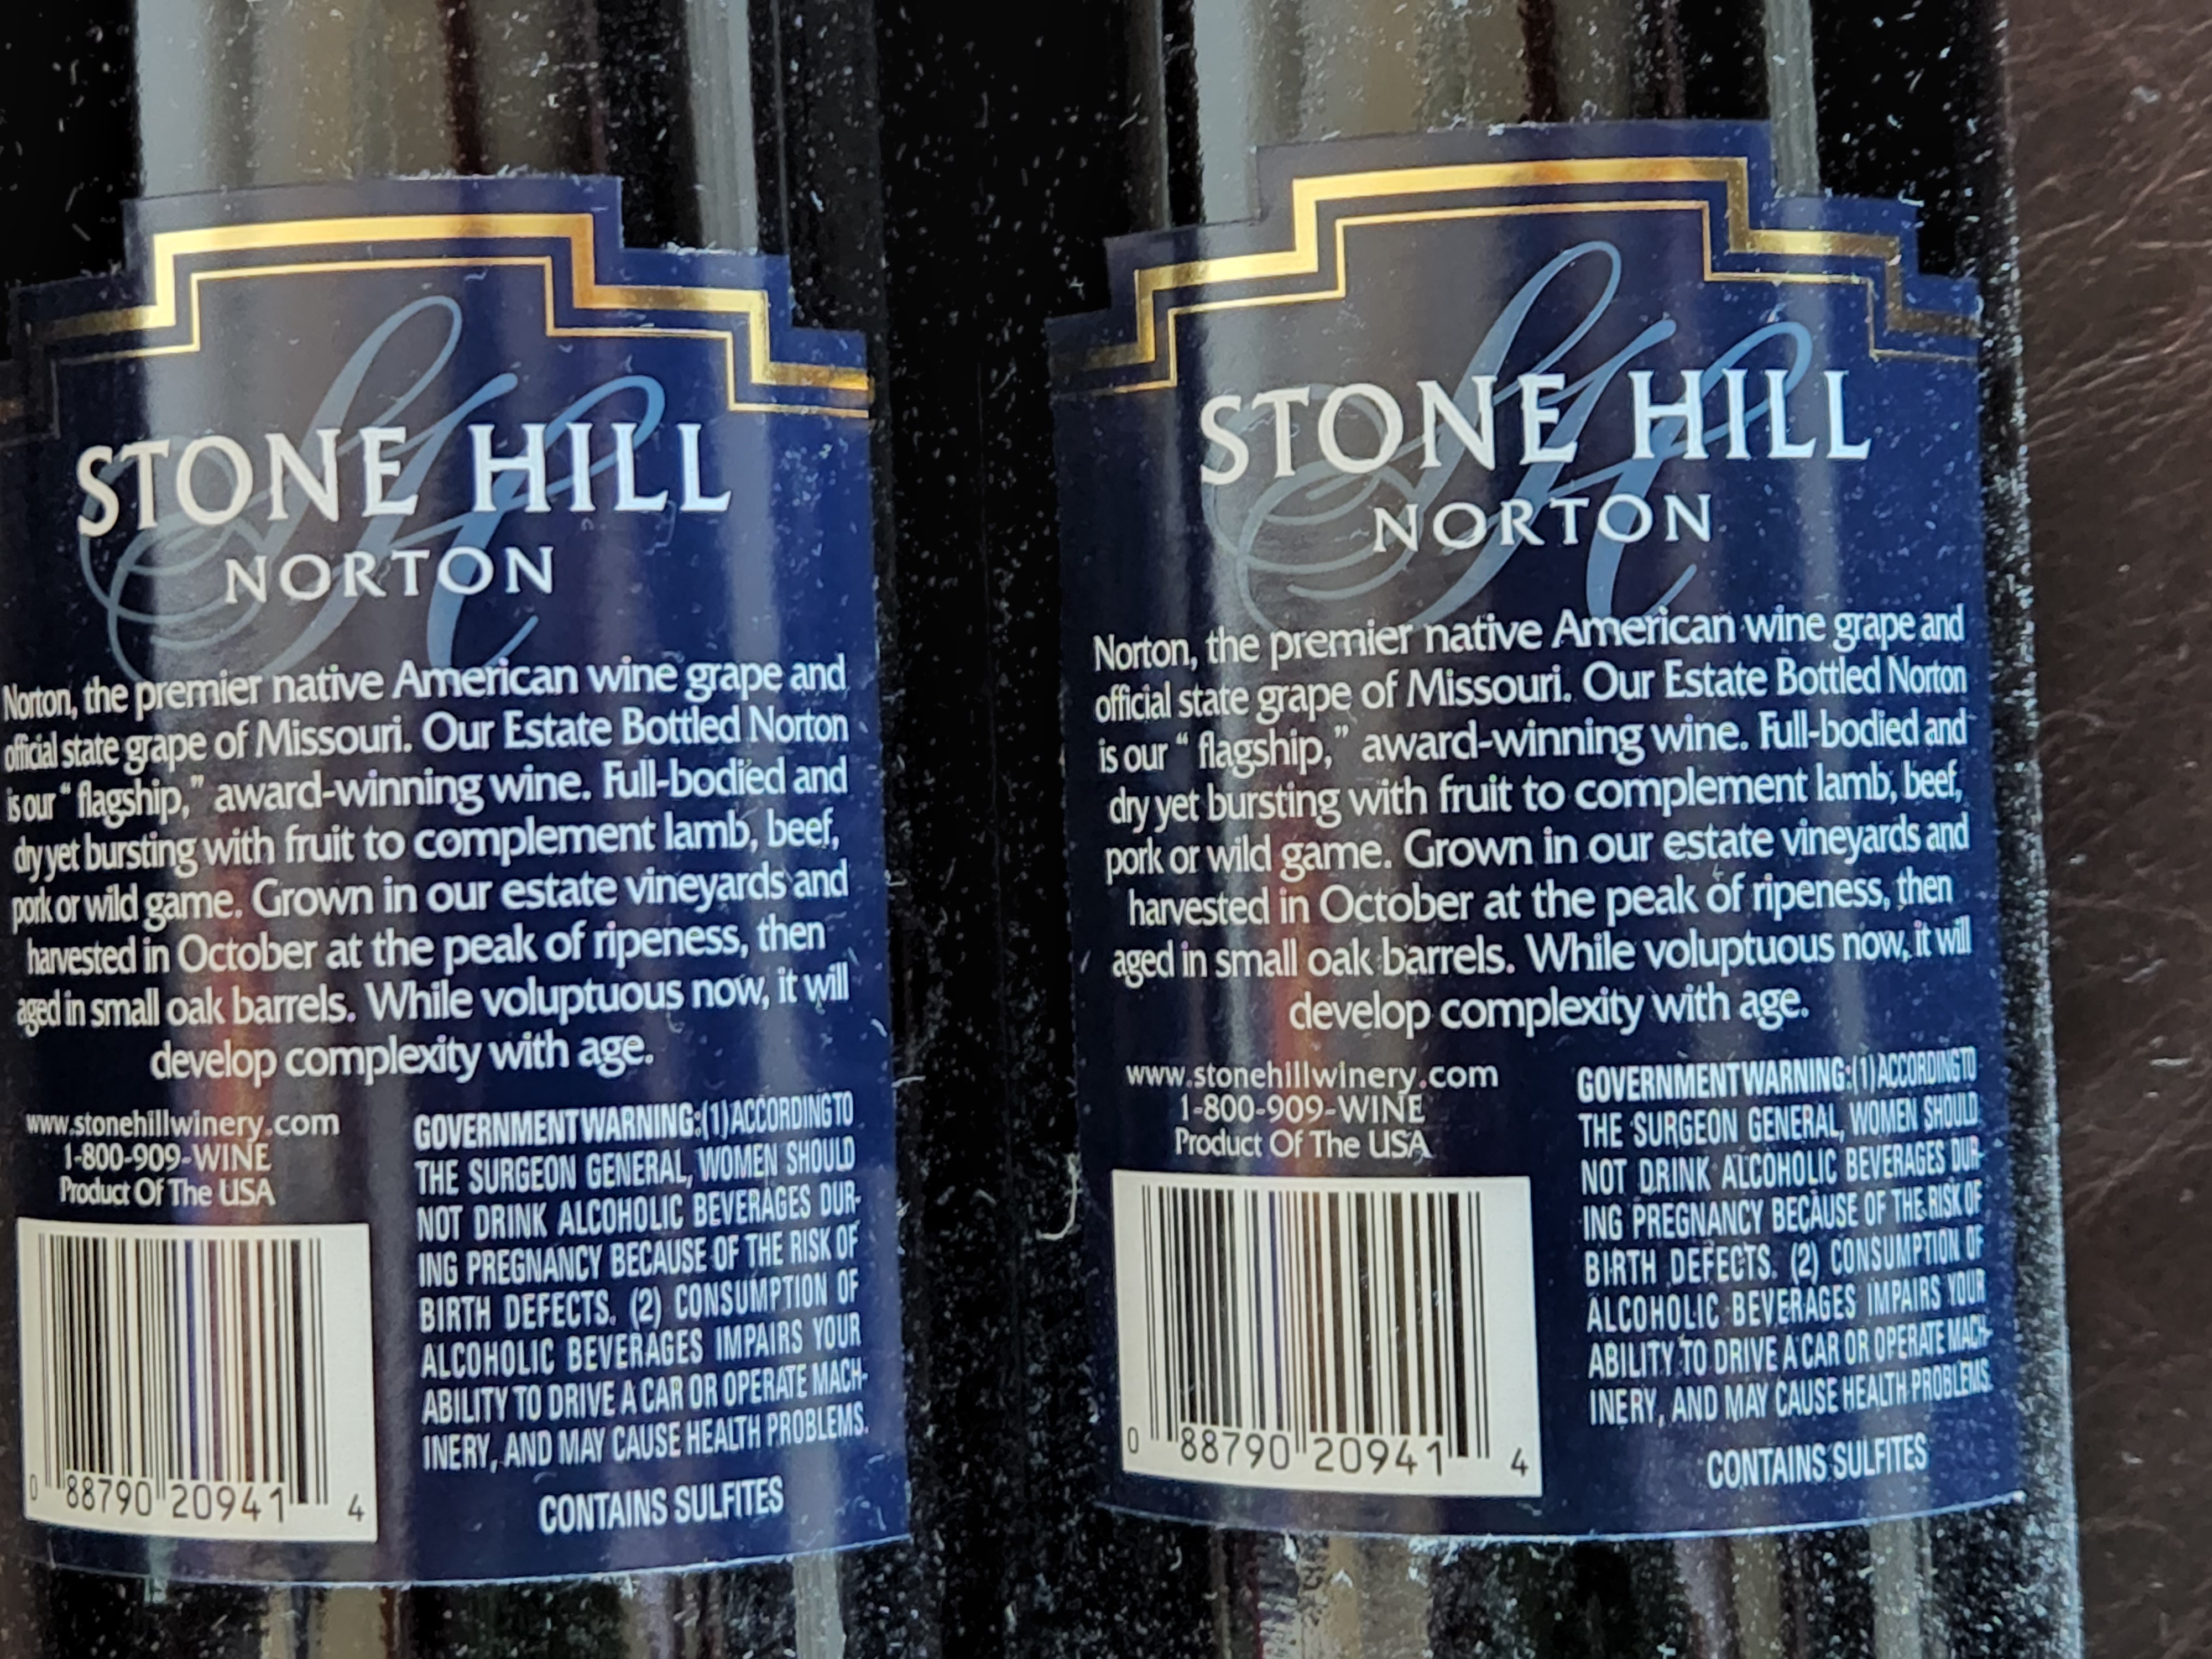 STONE HILL
NORTON
Norton, the premier native American wine grape and
official state grape of Missouri. Our Estate Bottled Norton
is our “ flagship,” award-winning wine. Full-bodied and
dry yet bursting with fruit to complement lamb, beef,
pork or wild game. Grown in our estate vineyards and
harvested in October at the peak of ripeness, then
aged in small oak barrels. While voluptuous now, it will
develop complexity with age.
www.stonehillwinery.com
1-800-909-WINE
Product Of The USA
0 88790 20941 4
GOVERNMENT WARNING: (1) ACCORDING TO
THE SURGEON GENERAL, WOMEN SHOULD
NOT DRINK ALCOHOLIC BEVERAGES DUR-
ING PREGNANCY BECAUSE OF THE RISK OF
BIRTH DEFECTS. (2) CONSUMPTION OF
ALCOHOLIC BEVERAGES IMPAIRS YOUR
ABILITY TO DRIVE A CAR OR OPERATE MACH-
INERY, AND MAY CAUSE HEALTH PROBLEMS.
CONTAINS SULFITES
STONE HILL
NORTON
Norton, the premier native American wine grape and
official state grape of Missouri. Our Estate Bottled Norton
is our “ flagship,” award-winning wine. Full-bodied and
dry yet bursting with fruit to complement lamb, beef,
pork or wild game. Grown in our estate vineyards and
harvested in October at the peak of ripeness, then
aged in small oak barrels. While voluptuous now, it will
develop complexity with age.
www.stonehillwinery.com
1-800-909-WINE
Product Of The USA
0 88790 20941 4
GOVERNMENT WARNING: (1) ACCORDING TO
THE SURGEON GENERAL, WOMEN SHOULD
NOT DRINK ALCOHOLIC BEVERAGES DUR-
ING PREGNANCY BECAUSE OF THE RISK OF
BIRTH DEFECTS. (2) CONSUMPTION OF
ALCOHOLIC BEVERAGES IMPAIRS YOUR
ABILITY TO DRIVE A CAR OR OPERATE MACH-
INERY, AND MAY CAUSE HEALTH PROBLEMS.
CONTAINS SULFITES